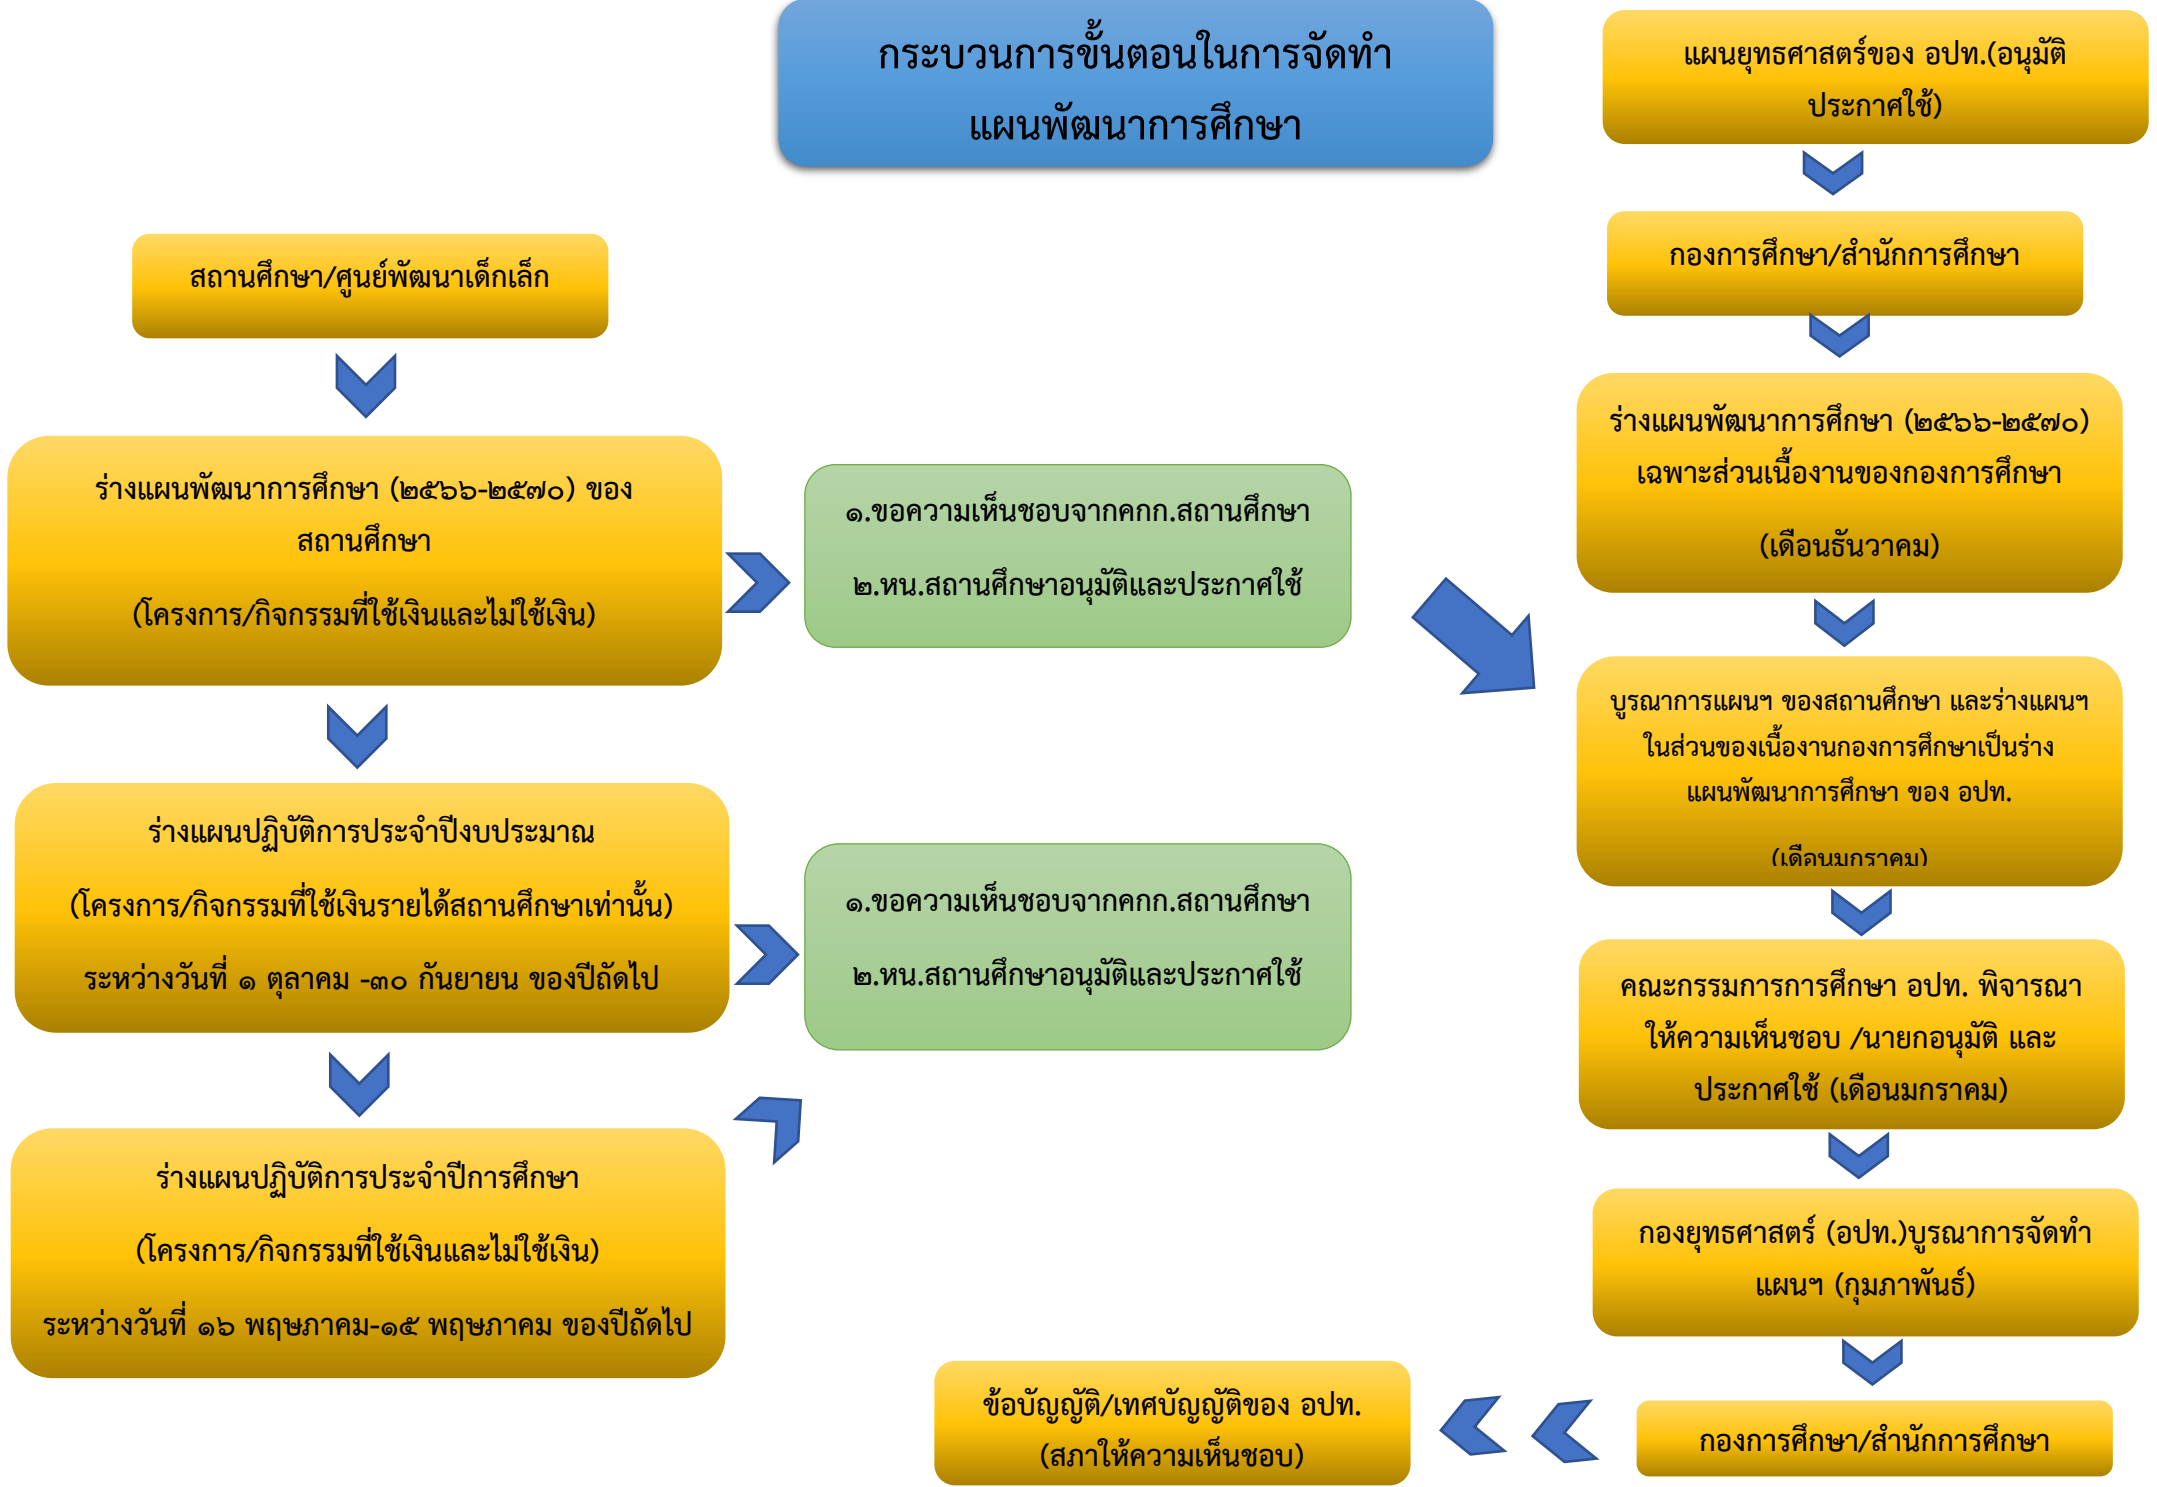 กระบวนการขั้นตอนในการจัดทำ
แผนพัฒนาการศึกษา
สถานศึกษา/ศูนย์พัฒนาเด็กเล็ก
ร่างแผนพัฒนาการศึกษา (๒๕๖๖-๒๕๗๐) ของ
สถานศึกษา
(โครงการ/กิจกรรมที่ใช้เงินและไม่ใช้เงิน)
๑.ขอความเห็นชอบจากคกก.สถานศึกษา
๒.หน.สถานศึกษาอนุมัติและประกาศใช้
ร่างแผนปฏิบัติการประจำปีงบประมาณ
(โครงการ/กิจกรรมที่ใช้เงินรายได้สถานศึกษาเท่านั้น)
ระหว่างวันที่ ๑ ตุลาคม -๓๐ กันยายน ของปีถัดไป
๑.ขอความเห็นชอบจากคกก.สถานศึกษา
๒.หน.สถานศึกษาอนุมัติและประกาศใช้
ร่างแผนปฏิบัติการประจำปีการศึกษา
(โครงการ/กิจกรรมที่ใช้เงินและไม่ใช้เงิน)
ระหว่างวันที่ ๑๖ พฤษภาคม-๑๕ พฤษภาคม ของปีถัดไป
แผนยุทธศาสตร์ของ อปท.(อนุมัติ
ประกาศใช้)
กองการศึกษา/สำนักการศึกษา
ร่างแผนพัฒนาการศึกษา (๒๕๖๖-๒๕๗๐)
เฉพาะส่วนเนื้องานของกองการศึกษา
(เดือนธันวาคม)
บูรณาการแผนฯ ของสถานศึกษา และร่างแผนฯ
ในส่วนของเนื้องานกองการศึกษาเป็นร่าง
แผนพัฒนาการศึกษา ของ อปท.
(เดือนมกราคม)
คณะกรรมการการศึกษา อปท. พิจารณา
ให้ความเห็นชอบ /นายกอนุมัติ และ
ประกาศใช้ (เดือนมกราคม)
กองยุทธศาสตร์ (อปท.)บูรณาการจัดทำ
แผนฯ (กุมภาพันธ์)
กองการศึกษา/สำนักการศึกษา
ข้อบัญญัติ/เทศบัญญัติของ อปท.
(สภาให้ความเห็นชอบ)